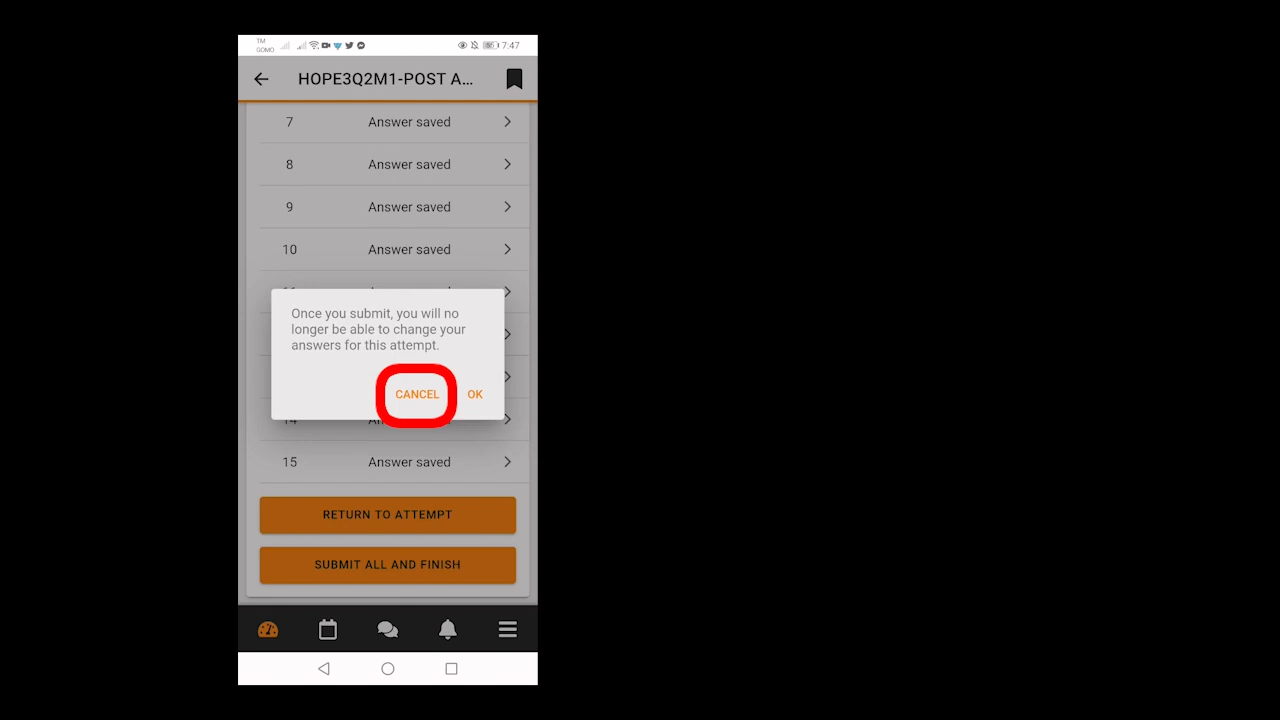 TM
GOMO
7:47
HOPE3Q2M1-POST A...
7 Answer saved
8 Answer saved
9 Answer saved
10 Answer saved
Once you submit, you will no
longer be able to change your
answers for this attempt.
CANCEL OK
14
15 Answer saved
RETURN TO ATTEMPT
SUBMIT ALL AND FINISH